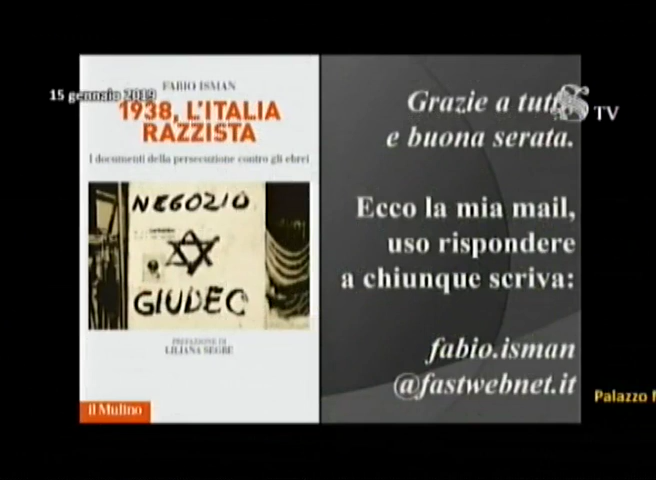 15 gennaio 2019
FABIO ISMAN
1938, L'ITALIA
RAZZISTA
I documenti della persecuzione contro gli ebrei
NEGOZIO
GIUDEO
PREFAZIONE DI
LILIANA SEGRE
il Mulino
Grazie a tutti
e buona serata.
Ecco la mia mail,
uso rispondere
a chiunque scriva:
fabio.isman
@fastwebnet.it
TV
Palazzo